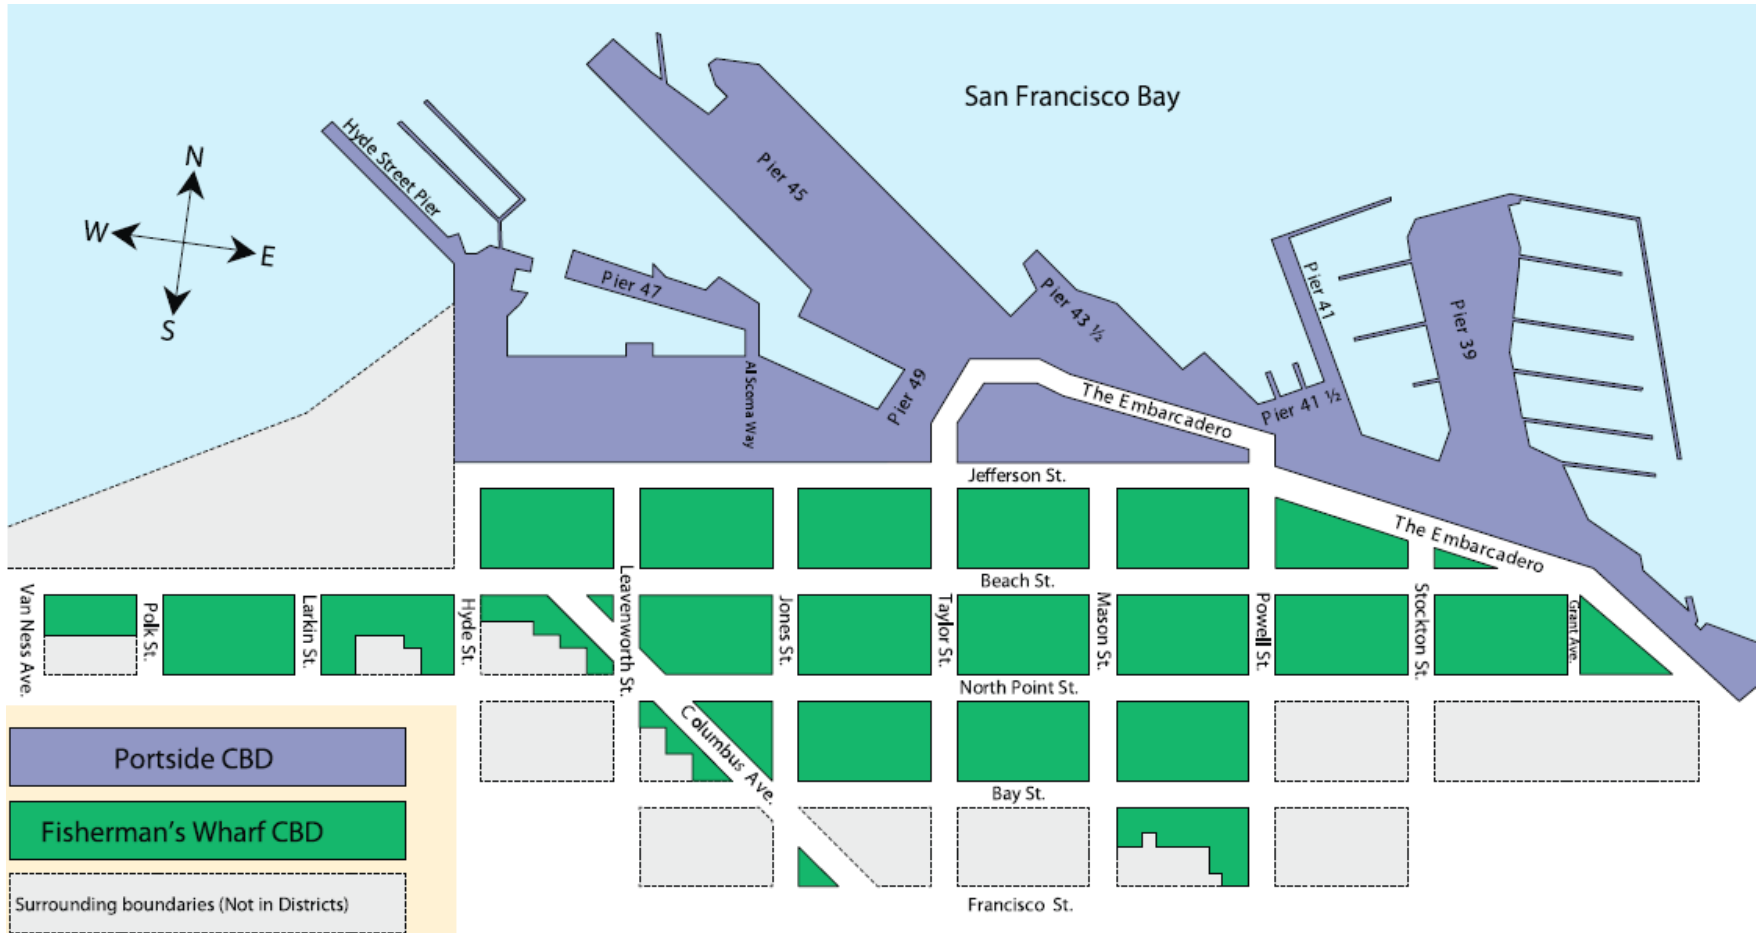 San Francisco Bay
N
W
E
S
Hyde Street Pier
Pier 45
Pier 47
Pier 43 ½
Pier 41
Pier 39
Al Scoma Way
Pier 49
The Embarcadero
Pier 41 ½
Jefferson St.
The Embarcadero
Beach St.
Van Ness Ave.
Polk St.
Larkin St.
Hyde St.
Leavenworth St.
Jones St.
Taylor St.
Mason St.
Powell St.
Stockton St.
Grant Ave.
North Point St.
Columbus Ave.
Bay St.
Francisco St.
Portside CBD
Fisherman's Wharf CBD
Surrounding boundaries (Not in Districts)